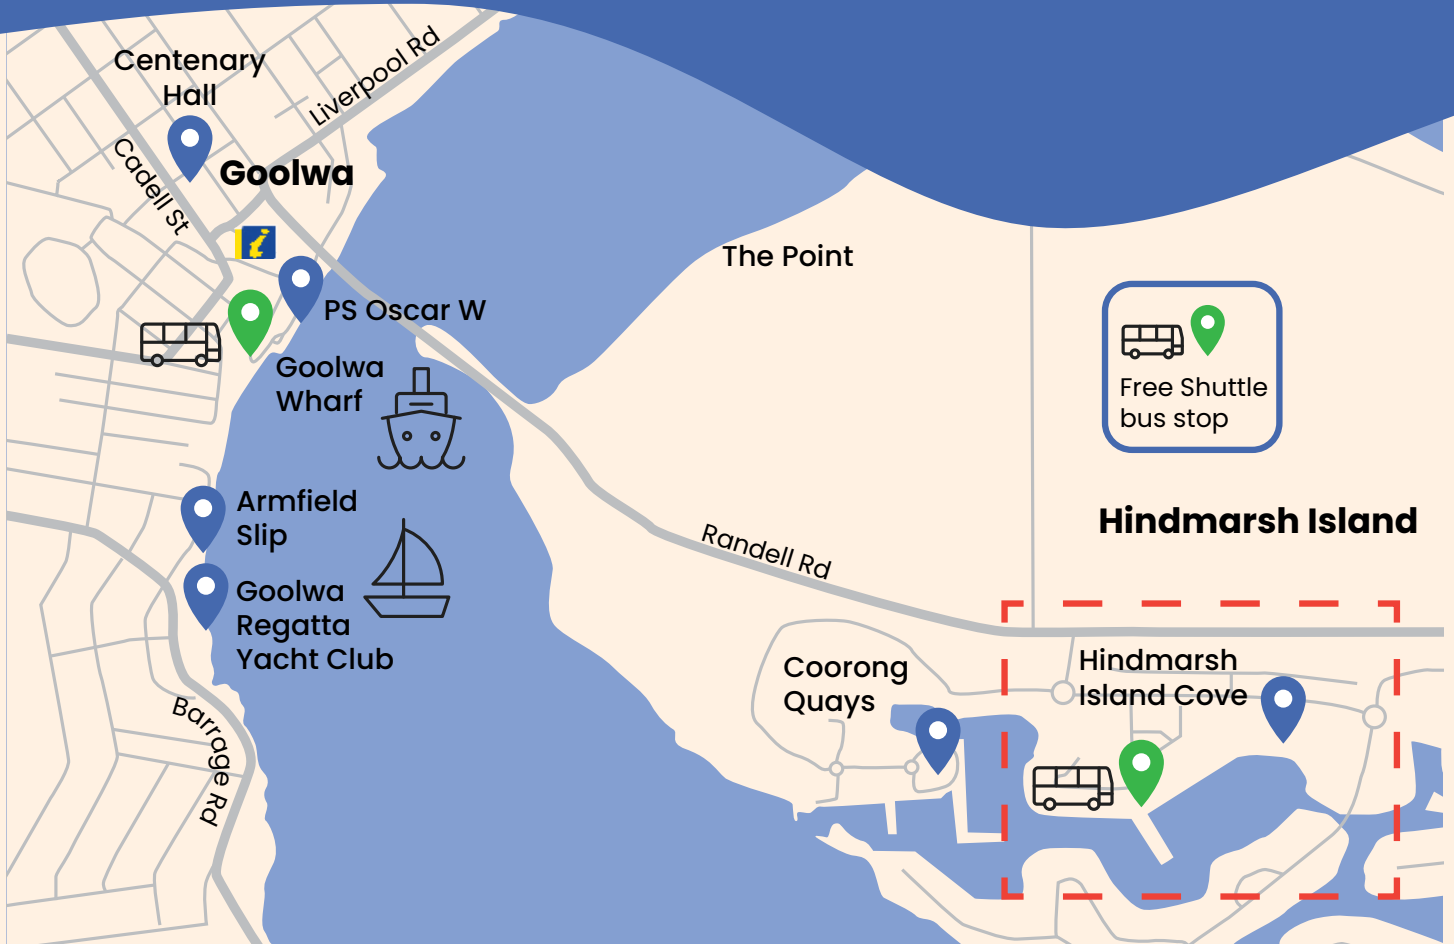 Centenary
Hall
Liverpool Rd
Goolwa
Cadell St
The Point
PS Oscar W
Goolwa
Wharf
Free Shuttle
bus stop
Armfield
Slip
Hindmarsh Island
Randell Rd
Goolwa
Regatta
Yacht Club
Coorong
Quays
Hindmarsh
Island Cove
Barrage Rd